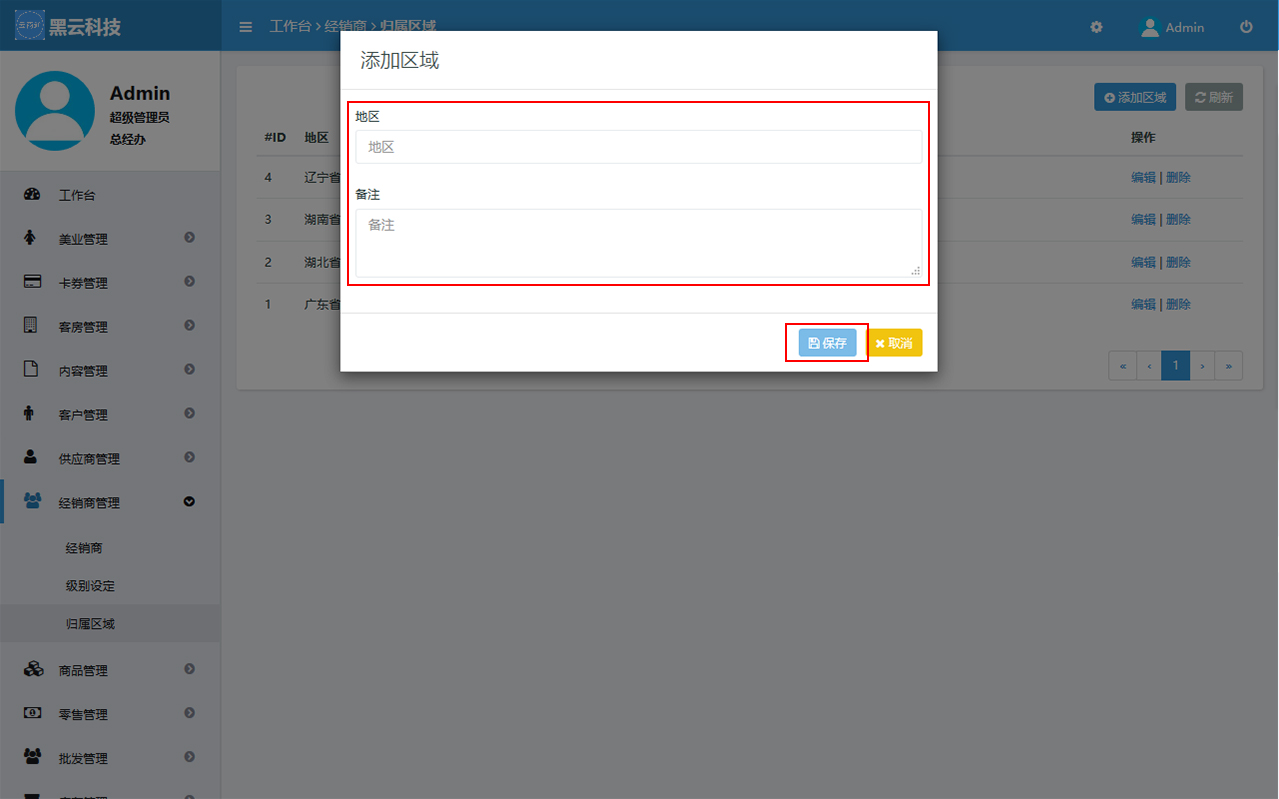 黑云科技
工作台 › 经销商 › 归属区域
Admin
Admin
超级管理员
总经办
工作台
美业管理
卡券管理
客房管理
内容管理
客户管理
供应商管理
经销商管理
经销商
级别设定
归属区域
商品管理
零售管理
批发管理
添加区域
刷新
#ID 地区 操作
4 辽宁省 编辑 | 删除
3 湖南省 编辑 | 删除
2 湖北省 编辑 | 删除
1 广东省 编辑 | 删除
« ‹ 1 › »
添加区域
地区
地区
备注
备注
保存 取消